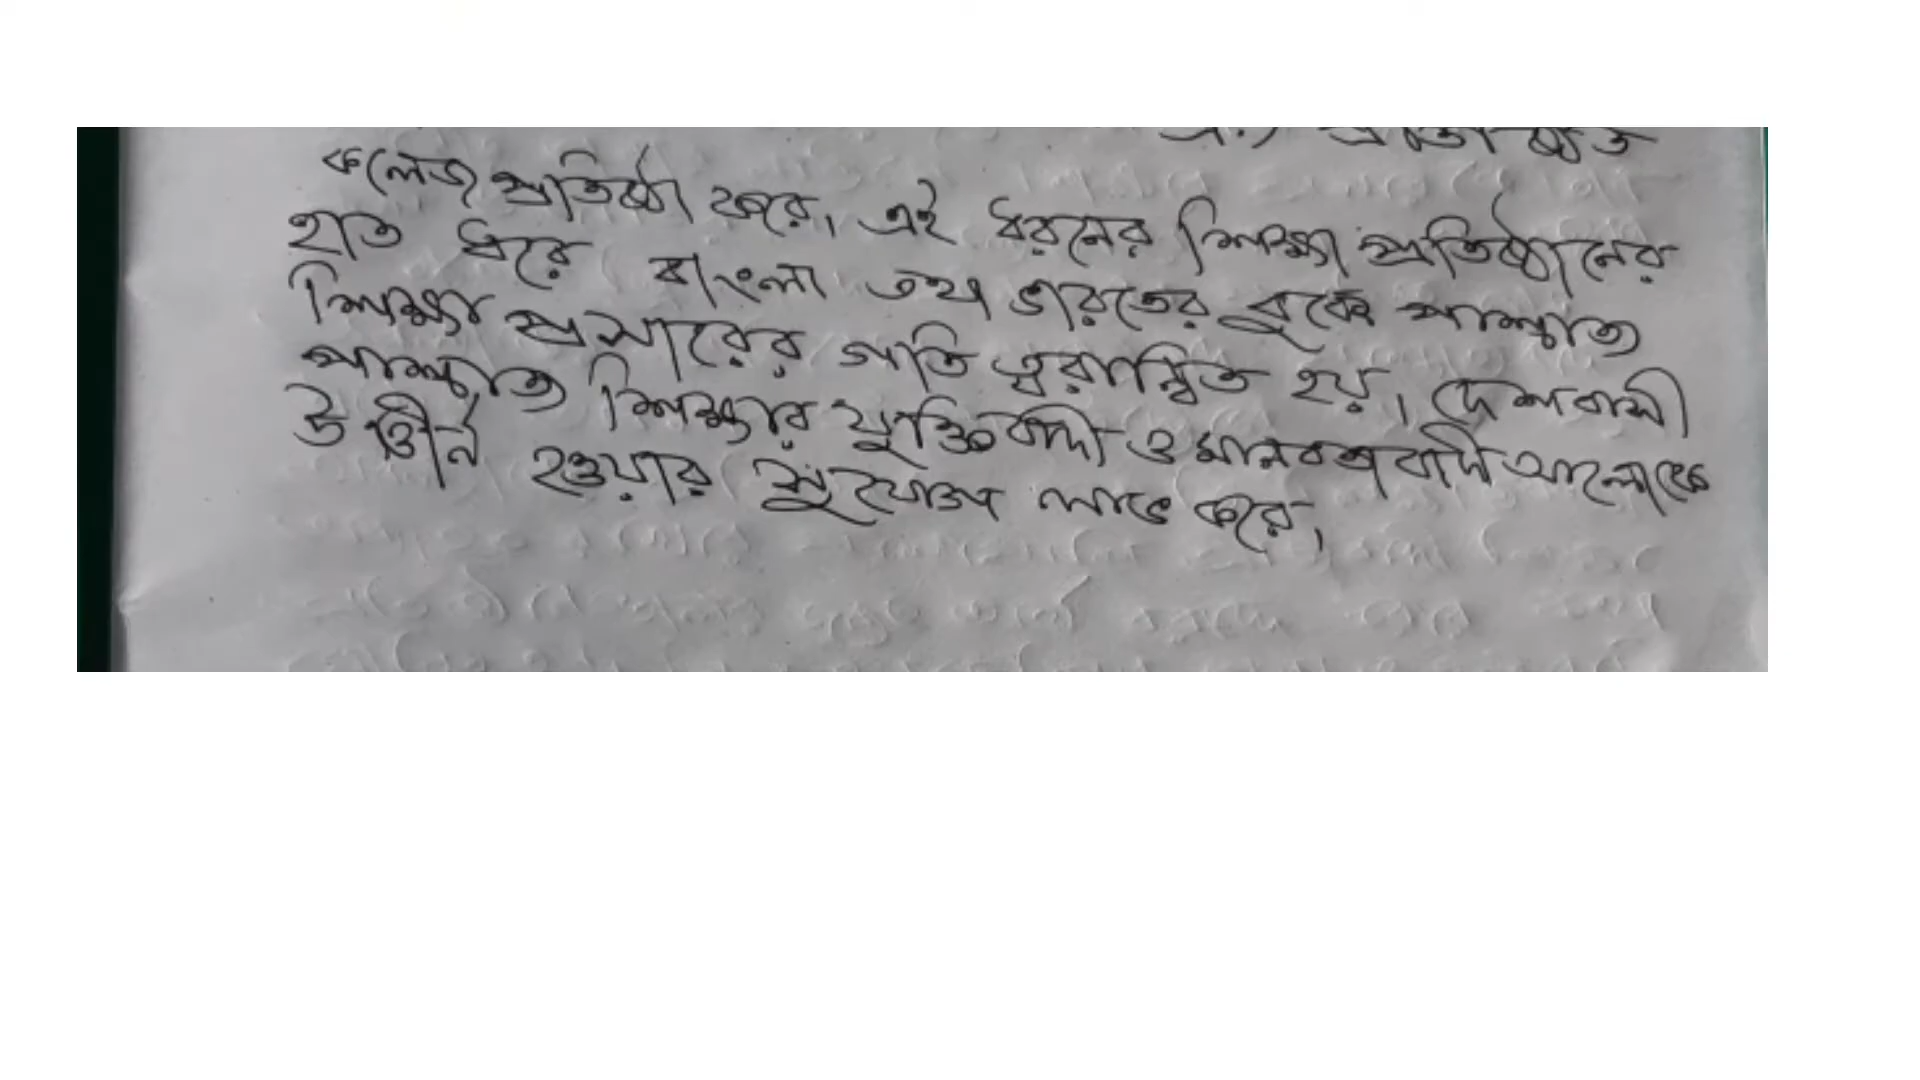 কলেজ প্রতিষ্ঠা করে। এই ধরনের শিক্ষা প্রতিষ্ঠানের
হাত ধরে বাংলা তথা ভারতের বুকে পাশ্চাত্য
শিক্ষা প্রসারের গতি ত্বরান্বিত হয়। দেশবাসী
পাশ্চাত্য শিক্ষার যুক্তিবাদী ও মানবতাবাদী আলোকে
উত্তীর্ন হওয়ার সুযোগ লাভ করে।